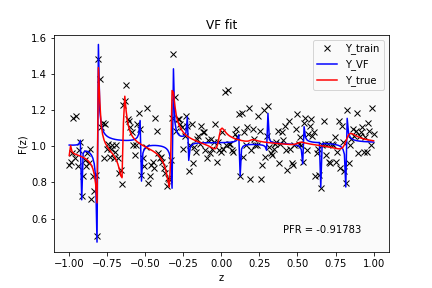 VF fit
Y_train
Y_VF
Y_true
F(z)
1.6
1.4
1.2
1.0
0.8
0.6
PFR = -0.91783
-1.00 -0.75 -0.50 -0.25 0.00 0.25 0.50 0.75 1.00
z